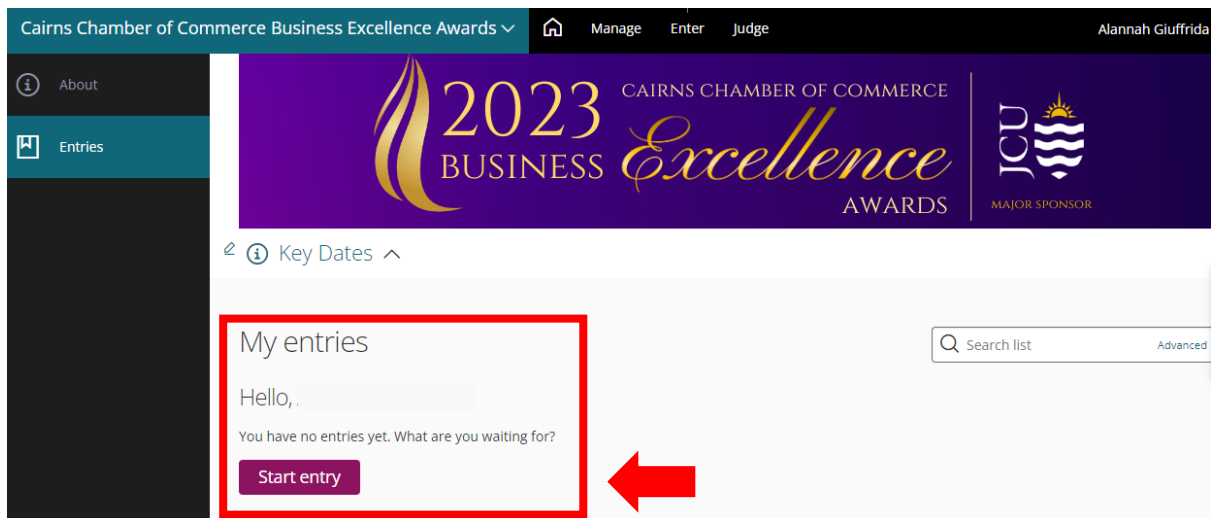 Cairns Chamber of Commerce Business Excellence Awards
Manage
Enter
Judge
Alannah Giuffrida
About
Entries
2023
BUSINESS
CAIRNS CHAMBER OF COMMERCE
Excellence
AWARDS
JCU
MAJOR SPONSOR
Key Dates
My entries
Search list
Advanced
Hello,
You have no entries yet. What are you waiting for?
Start entry